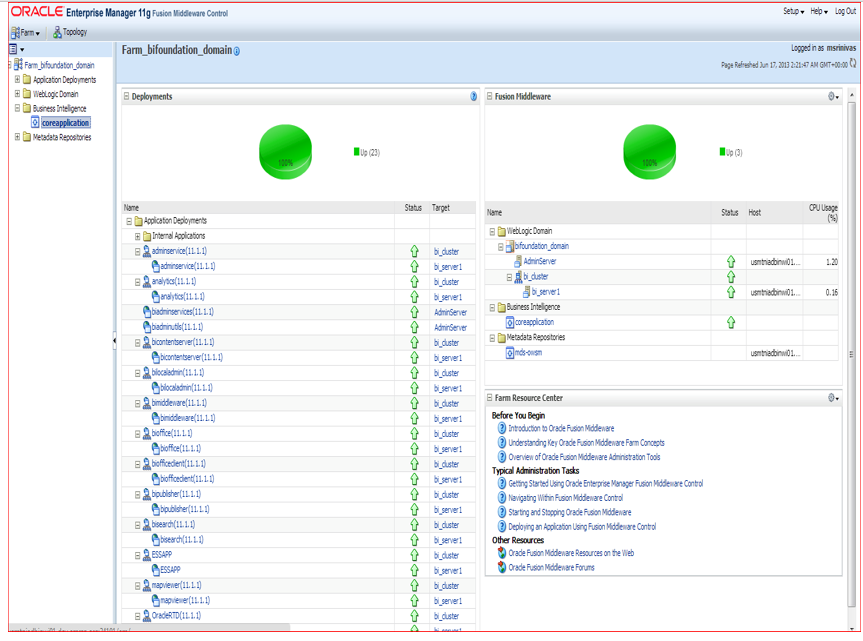 ORACLE Enterprise Manager 11g Fusion Middleware Control
Setup Help Log Out
Farm Topology
Farm_bifoundation_domain
Application Deployments
WebLogic Domain
Business Intelligence
coreapplication
Metadata Repositories
Farm_bifoundation_domain
Logged in as msrinivas
Page Refreshed Jun 17, 2013 2:21:47 AM GMT+00:00
Deployments
100%
Up (23)
Name Status Target
Application Deployments
Internal Applications
adminservice(11.1.1) bi_cluster
adminservice(11.1.1) bi_server1
analytics(11.1.1) bi_cluster
analytics(11.1.1) bi_server1
biadminservices(11.1.1) AdminServer
biadminutils(11.1.1) AdminServer
bicontentserver(11.1.1) bi_cluster
bicontentserver(11.1.1) bi_server1
bilocaladmin(11.1.1) bi_cluster
bilocaladmin(11.1.1) bi_server1
bimiddleware(11.1.1) bi_cluster
bimiddleware(11.1.1) bi_server1
bioffice(11.1.1) bi_cluster
bioffice(11.1.1) bi_server1
biofficeclient(11.1.1) bi_cluster
biofficeclient(11.1.1) bi_server1
bipublisher(11.1.1) bi_cluster
bipublisher(11.1.1) bi_server1
bisearch(11.1.1) bi_cluster
bisearch(11.1.1) bi_server1
ESSAPP bi_cluster
ESSAPP bi_server1
mapviewer(11.1.1) bi_cluster
mapviewer(11.1.1) bi_server1
OracleRTD(11.1.1) bi_cluster
bi_server1
Fusion Middleware
100%
Up (3)
Name Status Host CPU Usage
(%)
WebLogic Domain
bifoundation_domain
AdminServer usmtniadbinwi01... 1.20
bi_cluster
bi_server1 usmtniadbinwi01... 0.16
Business Intelligence
coreapplication
Metadata Repositories
mds-owsm usmtniadbinwi01...
Farm Resource Center
Before You Begin
Introduction to Oracle Fusion Middleware
Understanding Key Oracle Fusion Middleware Farm Concepts
Overview of Oracle Fusion Middleware Administration Tools
Typical Administration Tasks
Getting Started Using Oracle Enterprise Manager Fusion Middleware Control
Navigating Within Fusion Middleware Control
Starting and Stopping Oracle Fusion Middleware
Deploying an Application Using Fusion Middleware Control
Other Resources
Oracle Fusion Middleware Resources on the Web
Oracle Fusion Middleware Forums